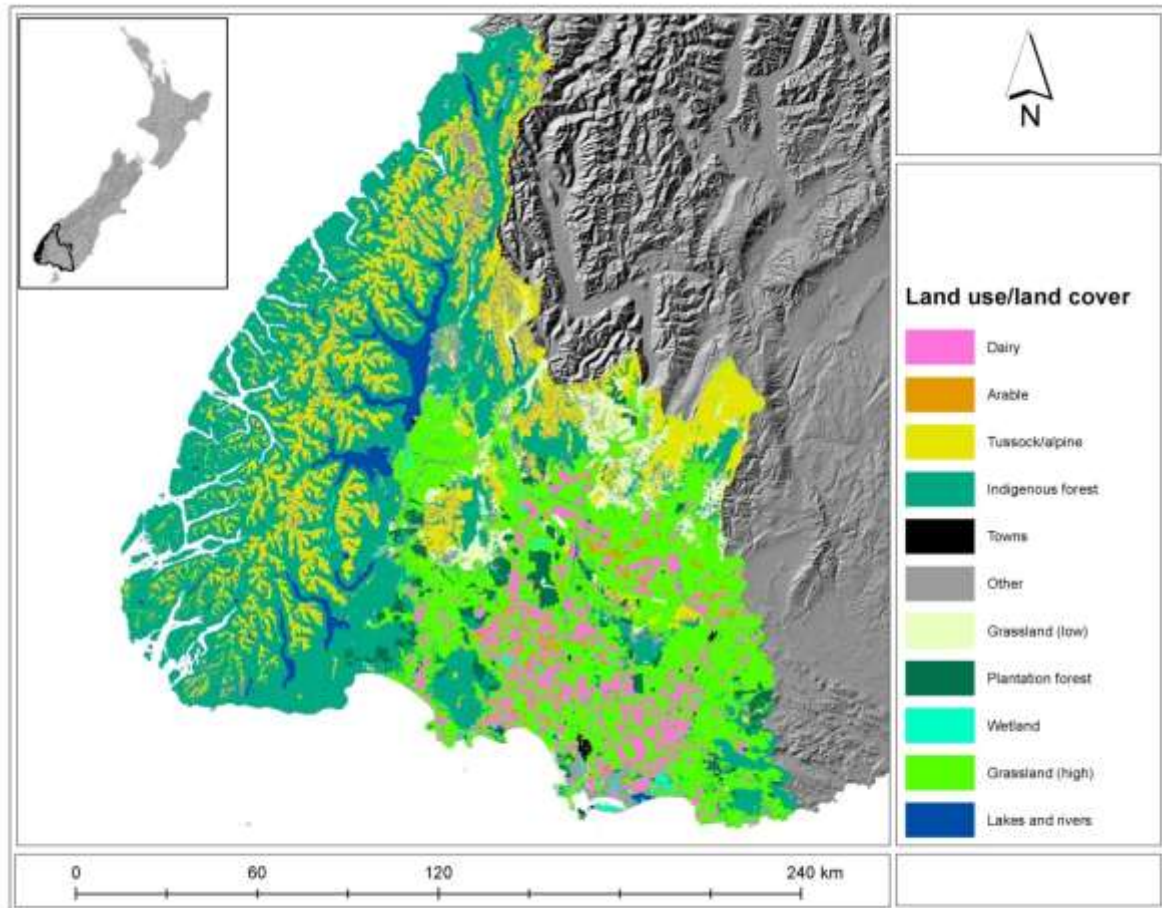 N
Land use/land cover
Dairy
Arable
Tussock/alpine
Indigenous forest
Towns
Other
Grassland (low)
Plantation forest
Wetland
Grassland (high)
Lakes and rivers
0 60 120 240 km